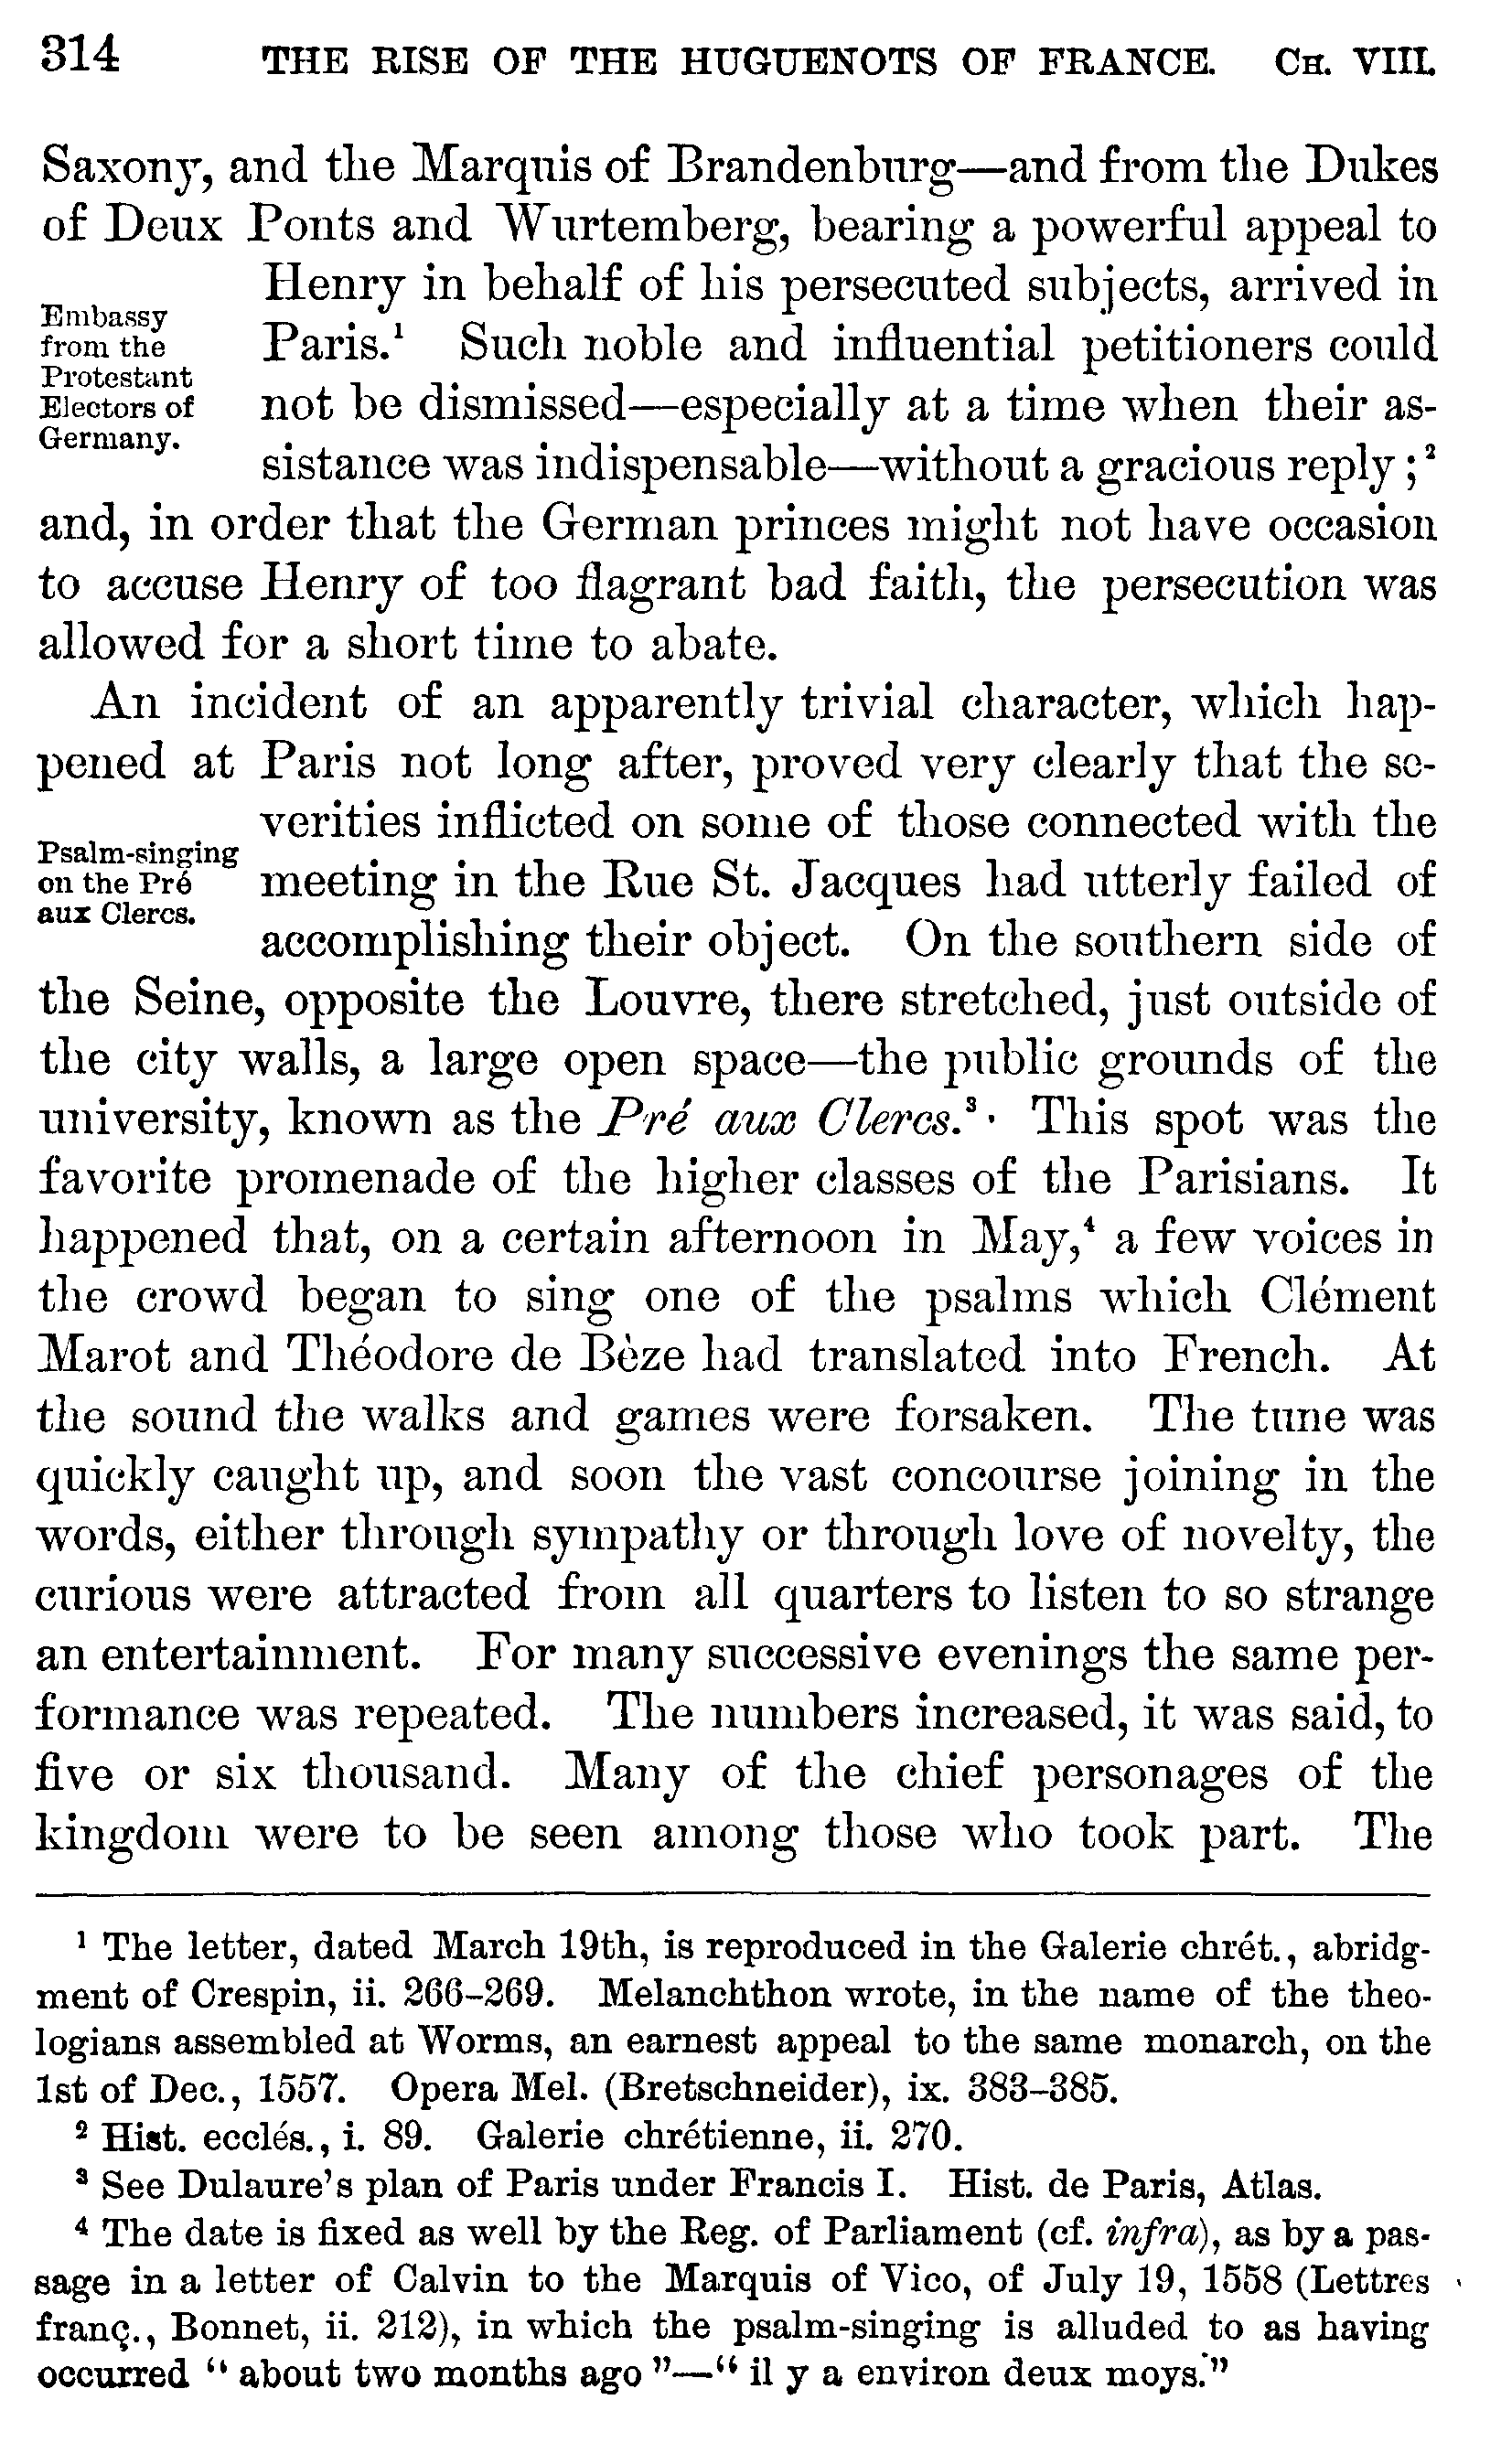 314 THE RISE OF THE HUGUENOTS OF FRANCE. CH. VIII.
Saxony, and the Marquis of Brandenburg—and from the Dukes
of Deux Ponts and Wurtemberg, bearing a powerful appeal to
Henry in behalf of his persecuted subjects, arrived in
Embassy
from the
Protestant
Electors of
Germany.
Paris.¹ Such noble and influential petitioners could
not be dismissed—especially at a time when their as-
sistance was indispensable—without a gracious reply;²
and, in order that the German princes might not have occasion
to accuse Henry of too flagrant bad faith, the persecution was
allowed for a short time to abate.
An incident of an apparently trivial character, which hap-
pened at Paris not long after, proved very clearly that the se-
verities inflicted on some of those connected with the
Psalm-singing
on the Pré
aux Clercs.
meeting in the Rue St. Jacques had utterly failed of
accomplishing their object. On the southern side of
the Seine, opposite the Louvre, there stretched, just outside of
the city walls, a large open space—the public grounds of the
university, known as the Pré aux Clercs.³ This spot was the
favorite promenade of the higher classes of the Parisians. It
happened that, on a certain afternoon in May,⁴ a few voices in
the crowd began to sing one of the psalms which Clément
Marot and Théodore de Bèze had translated into French. At
the sound the walks and games were forsaken. The tune was
quickly caught up, and soon the vast concourse joining in the
words, either through sympathy or through love of novelty, the
curious were attracted from all quarters to listen to so strange
an entertainment. For many successive evenings the same per-
formance was repeated. The numbers increased, it was said, to
five or six thousand. Many of the chief personages of the
kingdom were to be seen among those who took part. The
¹ The letter, dated March 19th, is reproduced in the Galerie chrét., abridg-
ment of Crespin, ii. 266–269. Melanchthon wrote, in the name of the theo-
logians assembled at Worms, an earnest appeal to the same monarch, on the
1st of Dec., 1557. Opera Mel. (Bretschneider), ix. 383–385.
² Hist. ecclés., i. 89. Galerie chrétienne, ii. 270.
³ See Dulaure's plan of Paris under Francis I. Hist. de Paris, Atlas.
⁴ The date is fixed as well by the Reg. of Parliament (cf. infra), as by a pas-
sage in a letter of Calvin to the Marquis of Vico, of July 19, 1558 (Lettres
franç., Bonnet, ii. 212), in which the psalm-singing is alluded to as having
occurred "about two months ago"—"il y a environ deux moys."